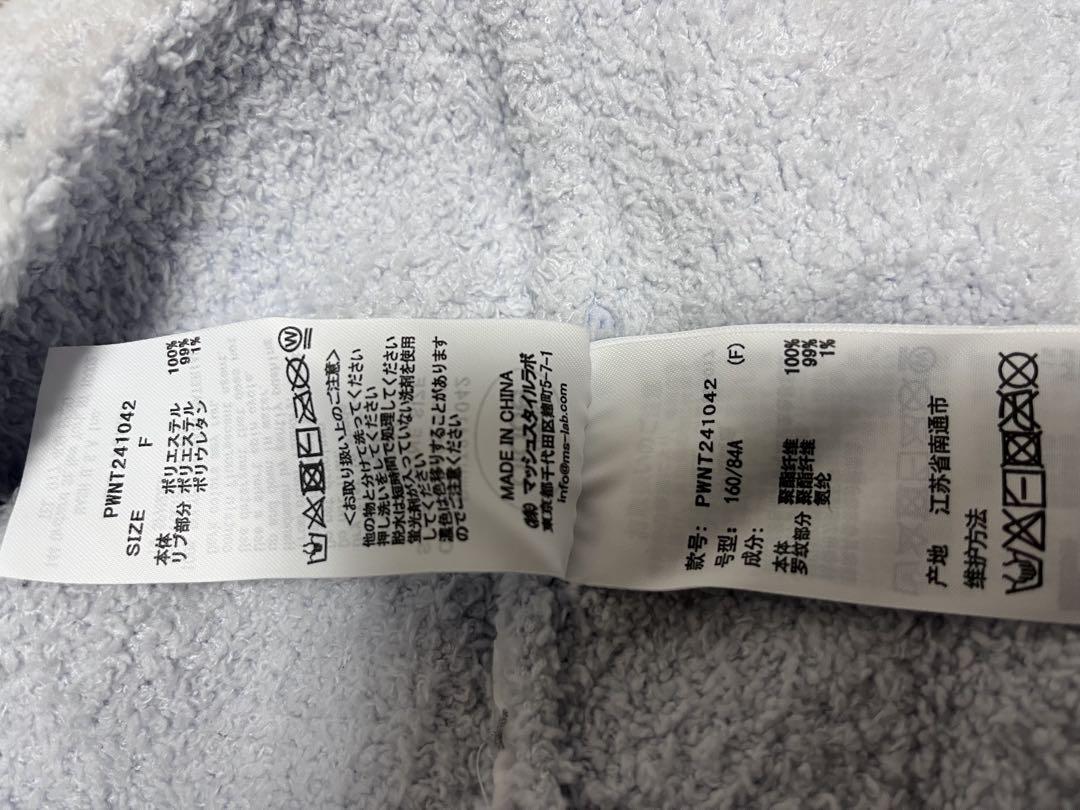 PWNT241042
SIZE F
本体 ポリエステル 100%
リブ部分 ポリエステル 99%
ポリウレタン 1%
W
<お取り扱い上のご注意>
他の物と分けて洗ってください
押し洗いをしてください
脱水は短時間で処理してください
蛍光剤が入っていない洗剤を使用
してください
濃色は色移りすることがあります
のでご注意ください
MADE IN CHINA
(株) マッシュスタイルラボ
東京都千代田区麹町5-7-1
info@ms-lab.com
款号: PWNT241042
号型: 160/84A (F)
成分:
本体 聚酯纤维 100%
罗纹部分 聚酯纤维 99%
氨纶 1%
产地 江苏省南通市
维护方法